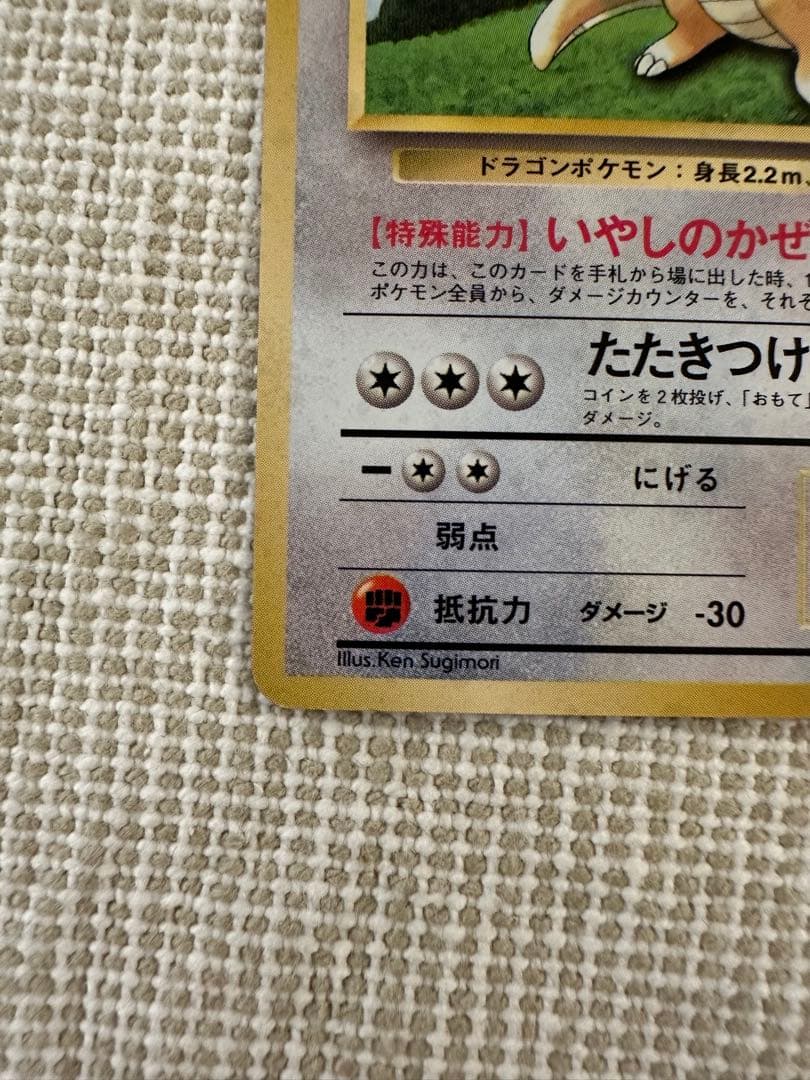 ドラゴンポケモン：身長2.2m、
【特殊能力】いやしのかぜ
この力は、このカードを手札から場に出した時、
ポケモン全員から、ダメージカウンターを、それぞ
たたきつけ
コインを2枚投げ、「おもて」
ダメージ。
ー にげる
弱点
抵抗力 ダメージ -30
Illus.Ken Sugimori